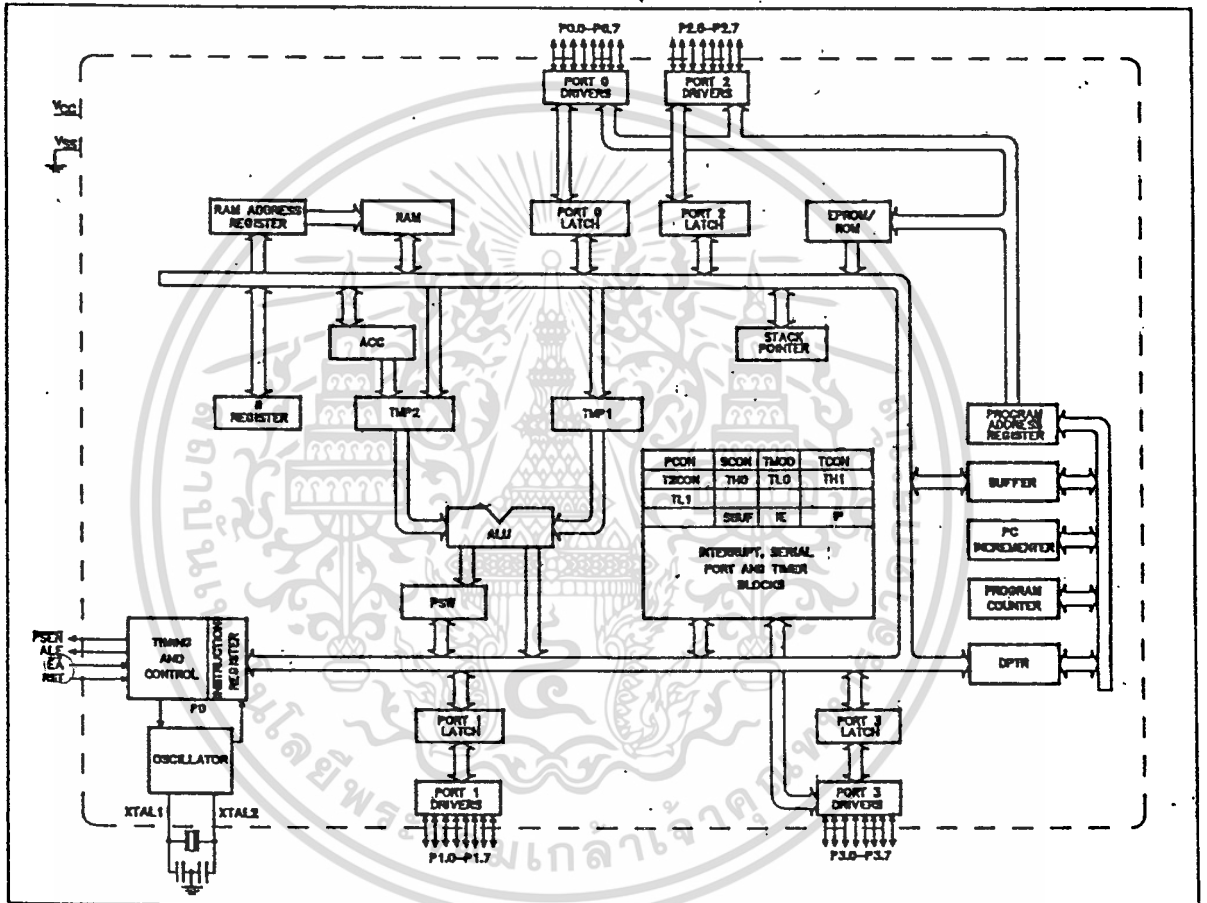 P0.0–P0.7
P2.0–P2.7
PORT 0
DRIVERS
PORT 2
DRIVERS
VCC
VSS
RAM ADDRESS
REGISTER
RAM
PORT 0
LATCH
PORT 2
LATCH
EPROM/
ROM
ACC
STACK
POINTER
B
REGISTER
TMP2
TMP1
PROGRAM
ADDRESS
REGISTER
PCON SCON TMOD TCON
T2CON TH0 TL0 TH1
TL1
SBUF IE IP
INTERRUPT, SERIAL
PORT AND TIMER
BLOCKS
BUFFER
ALU
PC
INCREMENTER
PSW
PROGRAM
COUNTER
PSEN
ALE
EA
RST
TIMING
AND
CONTROL
INSTRUCTION
REGISTER
DPTR
PD
PORT 1
LATCH
PORT 3
LATCH
OSCILLATOR
PORT 1
DRIVERS
PORT 3
DRIVERS
XTAL1
XTAL2
P1.0–P1.7
P3.0–P3.7